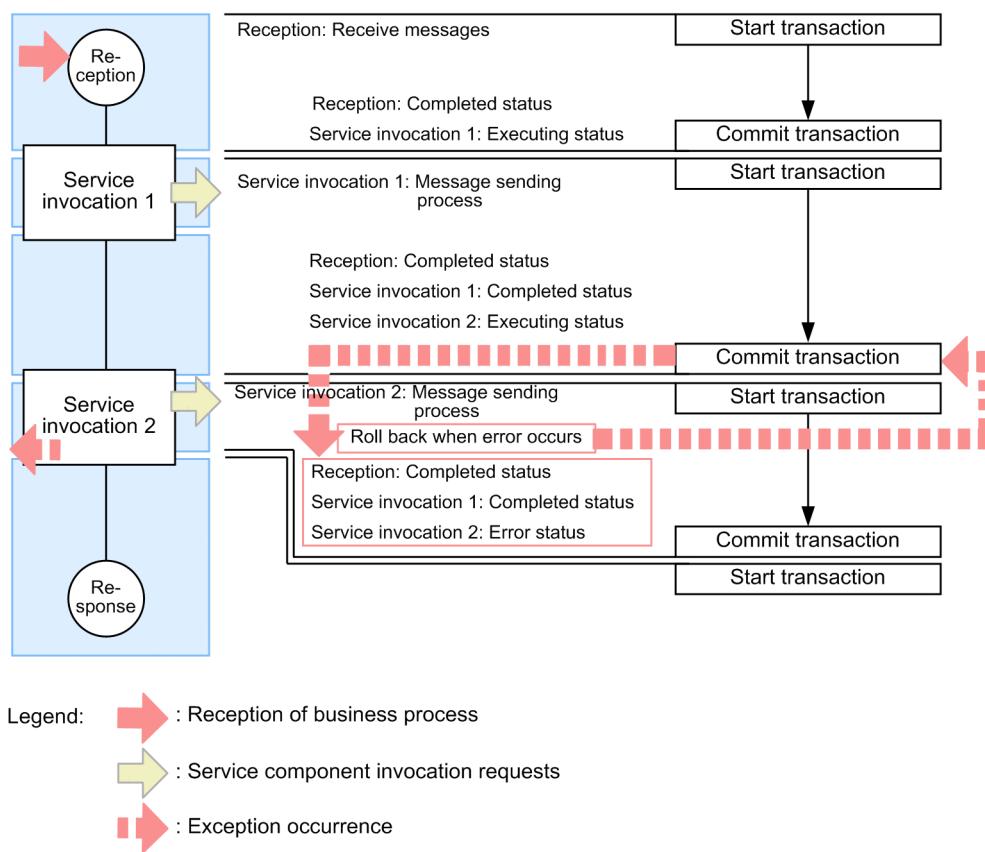 Re-
ception
Reception: Receive messages
Start transaction
Reception: Completed status
Service invocation 1: Executing status
Commit transaction
Start transaction
Service
invocation 1
Service invocation 1: Message sending
process
Reception: Completed status
Service invocation 1: Completed status
Service invocation 2: Executing status
Commit transaction
Service
invocation 2
Service invocation 2: Message sending
process
Start transaction
Roll back when error occurs
Reception: Completed status
Service invocation 1: Completed status
Service invocation 2: Error status
Commit transaction
Start transaction
Re-
sponse
Legend:
: Reception of business process
: Service component invocation requests
: Exception occurrence